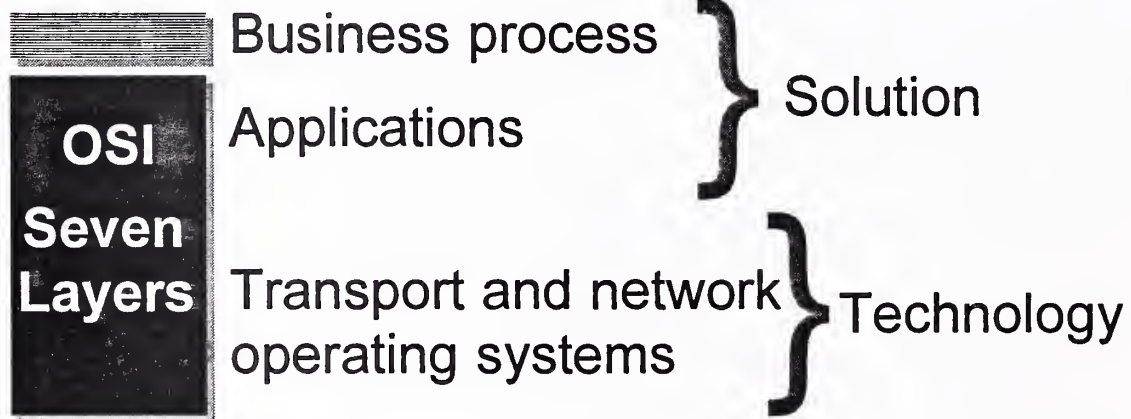 Business process
Applications
Solution
OSI
Seven
Layers
Transport and network
operating systems
Technology